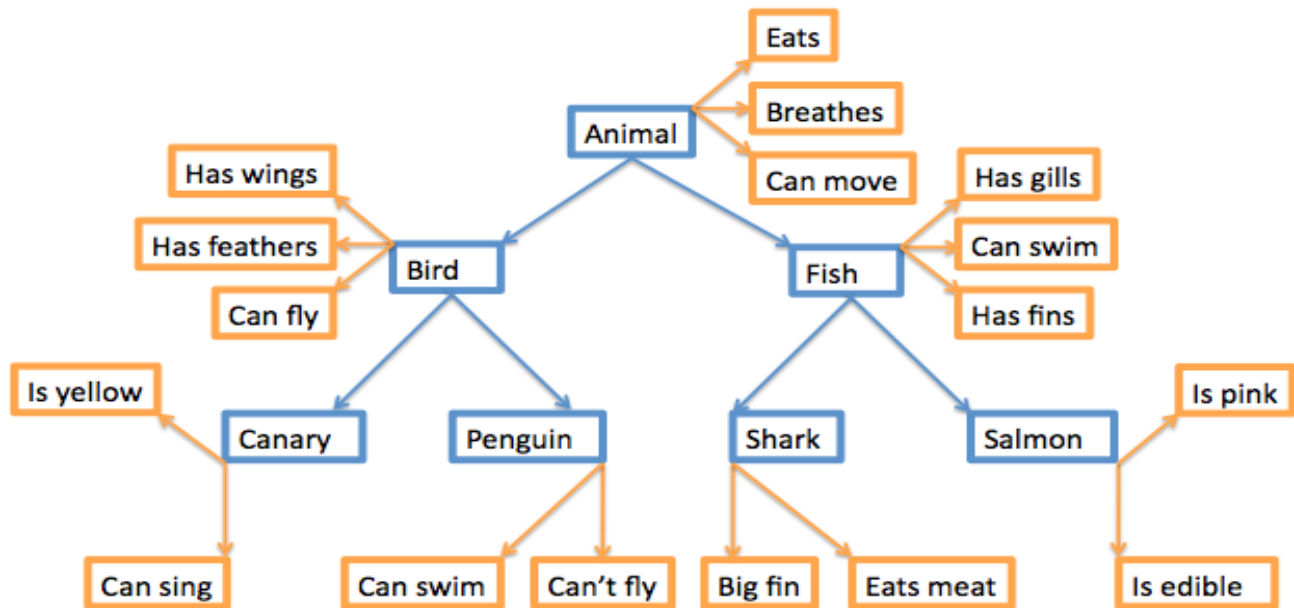 Eats
Breathes
Animal
Can move
Has wings
Has gills
Has feathers
Can swim
Bird
Fish
Can fly
Has fins
Is yellow
Is pink
Canary
Penguin
Shark
Salmon
Can sing
Can swim
Can't fly
Big fin
Eats meat
Is edible